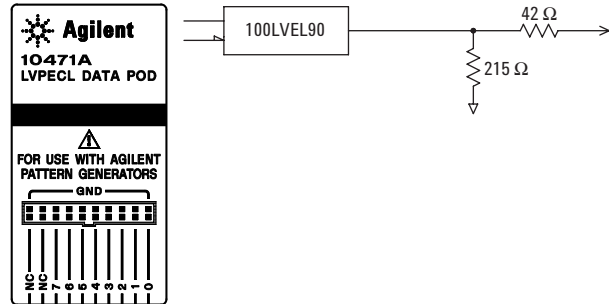 Agilent
10471A
LVPECL DATA POD
FOR USE WITH AGILENT
PATTERN GENERATORS
GND
NC NC 7 6 5 4 3 2 1 0
100LVEL90
42 Ω
215 Ω